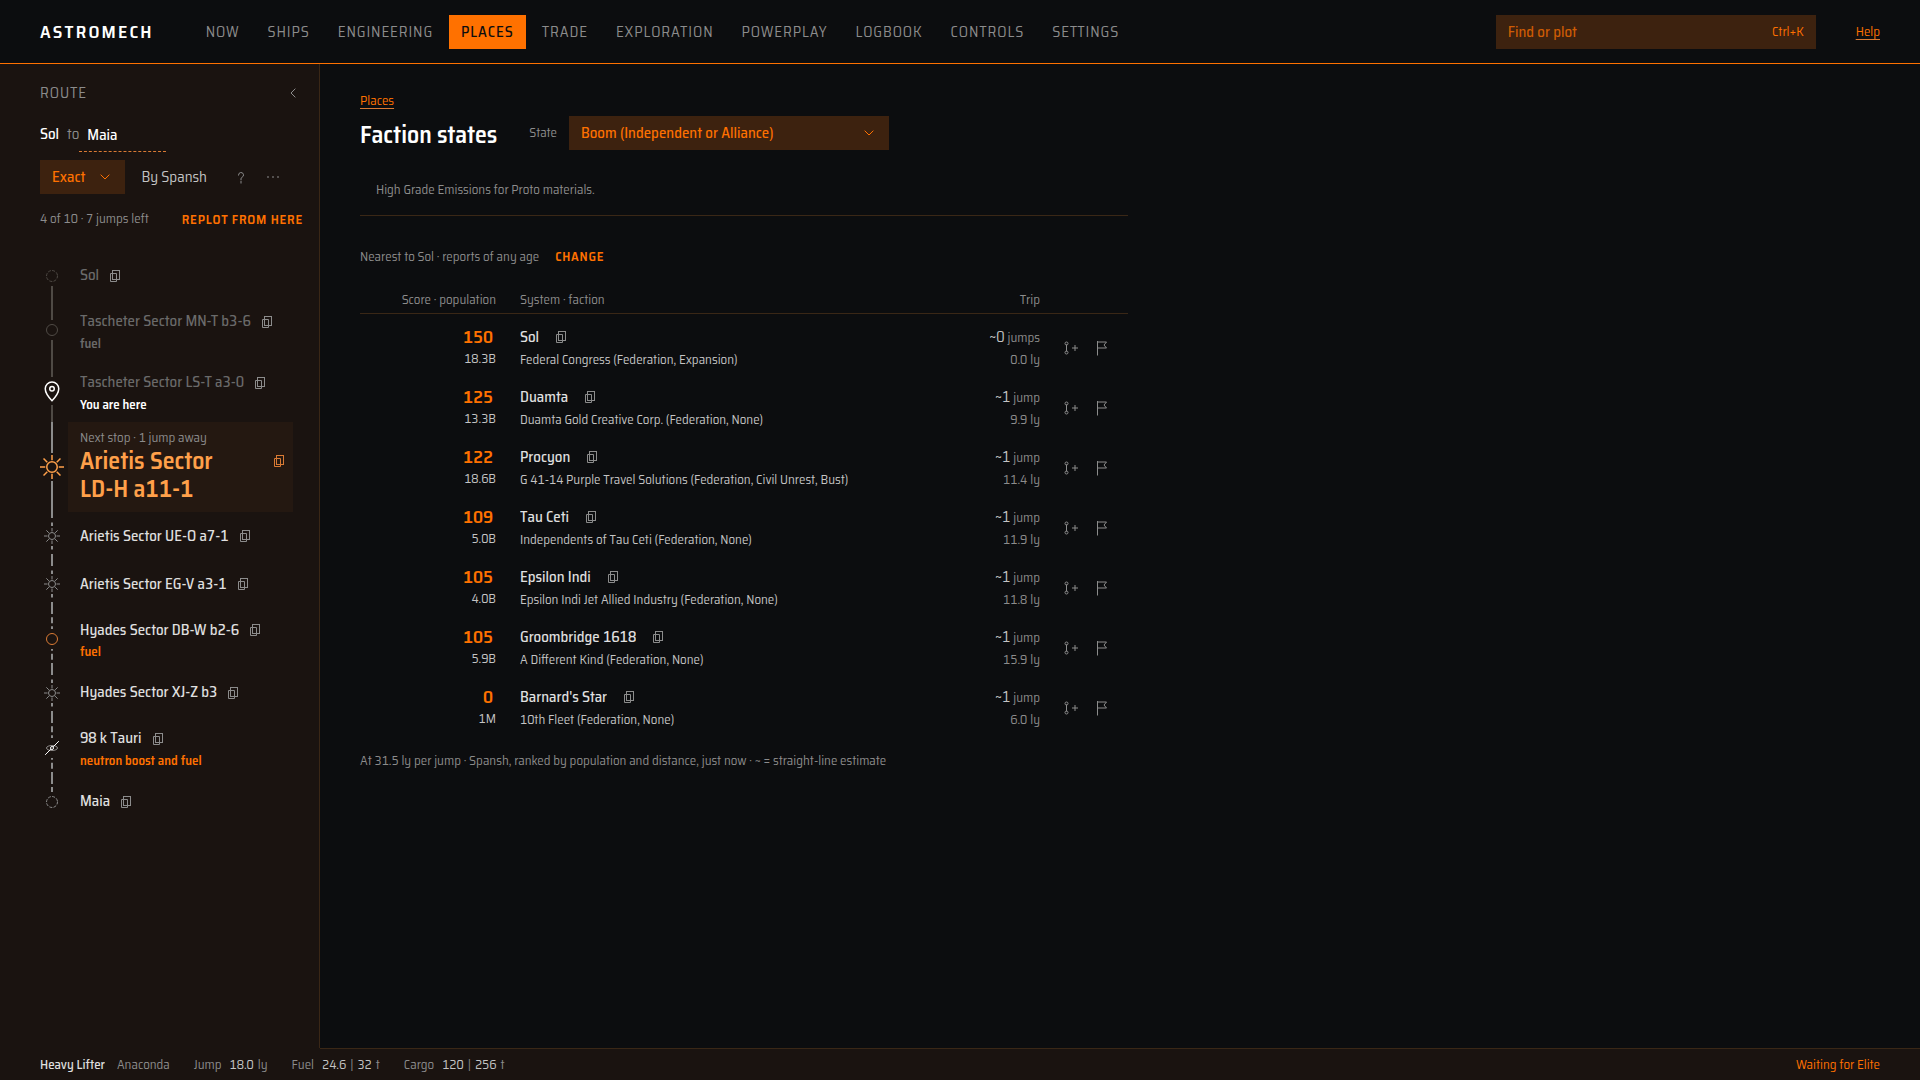 ASTROMECH NOW SHIPS ENGINEERING PLACES TRADE EXPLORATION POWERPLAY LOGBOOK CONTROLS SETTINGS Find or plot Ctrl+K Help
ROUTE
Sol to Maia
Exact By Spansh ? ...
4 of 10 · 7 jumps left REPLOT FROM HERE
Sol
Tascheter Sector MN-T b3-6
fuel
Tascheter Sector LS-T a3-0
You are here
Next stop · 1 jump away
Arietis Sector
LD-H a11-1
Arietis Sector UE-O a7-1
Arietis Sector EG-V a3-1
Hyades Sector DB-W b2-6
fuel
Hyades Sector XJ-Z b3
98 k Tauri
neutron boost and fuel
Maia
Places
Faction states State Boom (Independent or Alliance)
High Grade Emissions for Proto materials.
Nearest to Sol · reports of any age CHANGE
Score · population System · faction Trip
150 Sol ~0 jumps
18.3B Federal Congress (Federation, Expansion) 0.0 ly
125 Duamta ~1 jump
13.3B Duamta Gold Creative Corp. (Federation, None) 9.9 ly
122 Procyon ~1 jump
18.6B G 41-14 Purple Travel Solutions (Federation, Civil Unrest, Bust) 11.4 ly
109 Tau Ceti ~1 jump
5.0B Independents of Tau Ceti (Federation, None) 11.9 ly
105 Epsilon Indi ~1 jump
4.0B Epsilon Indi Jet Allied Industry (Federation, None) 11.8 ly
105 Groombridge 1618 ~1 jump
5.9B A Different Kind (Federation, None) 15.9 ly
0 Barnard's Star ~1 jump
1M 10th Fleet (Federation, None) 6.0 ly
At 31.5 ly per jump · Spansh, ranked by population and distance, just now · ~ = straight-line estimate
Heavy Lifter Anaconda Jump 18.0 ly Fuel 24.6 | 32 t Cargo 120 | 256 t Waiting for Elite